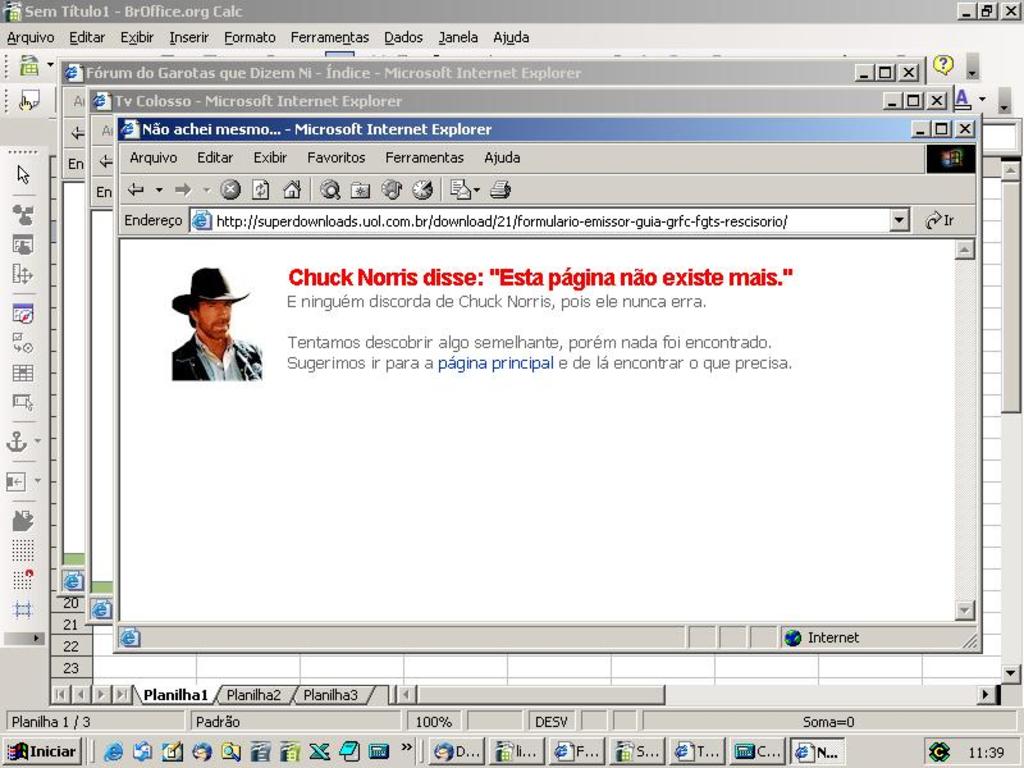 Sem Título1 - BrOffice.org Calc
Arquivo Editar Exibir Inserir Formato Ferramentas Dados Janela Ajuda
Fórum do Garotas que Dizem Ni - Índice - Microsoft Internet Explorer
Tv Colosso - Microsoft Internet Explorer
Não achei mesmo... - Microsoft Internet Explorer
Arquivo Editar Exibir Favoritos Ferramentas Ajuda
Endereço http://superdownloads.uol.com.br/download/21/formulario-emissor-guia-grfc-fgts-rescisorio/ Ir
Chuck Norris disse: "Esta página não existe mais."
E ninguém discorda de Chuck Norris, pois ele nunca erra.
Tentamos descobrir algo semelhante, porém nada foi encontrado.
Sugerimos ir para a página principal e de lá encontrar o que precisa.
Internet
20
21
22
23
Planilha1 Planilha2 Planilha3
Planilha 1 / 3 Padrão 100% DESV Soma=0
Iniciar » D... li... F... S... T... C... N... 11:39